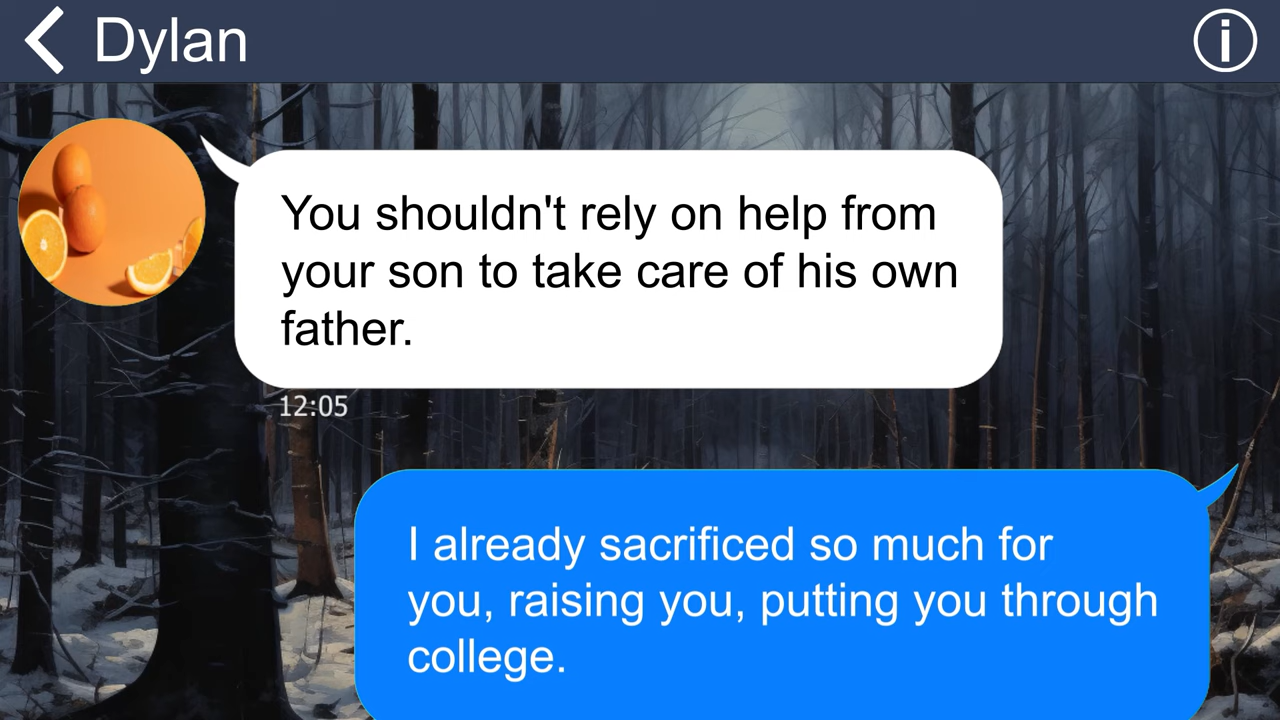 Dylan
You shouldn't rely on help from
your son to take care of his own
father.
12:05
I already sacrificed so much for
you, raising you, putting you through
college.